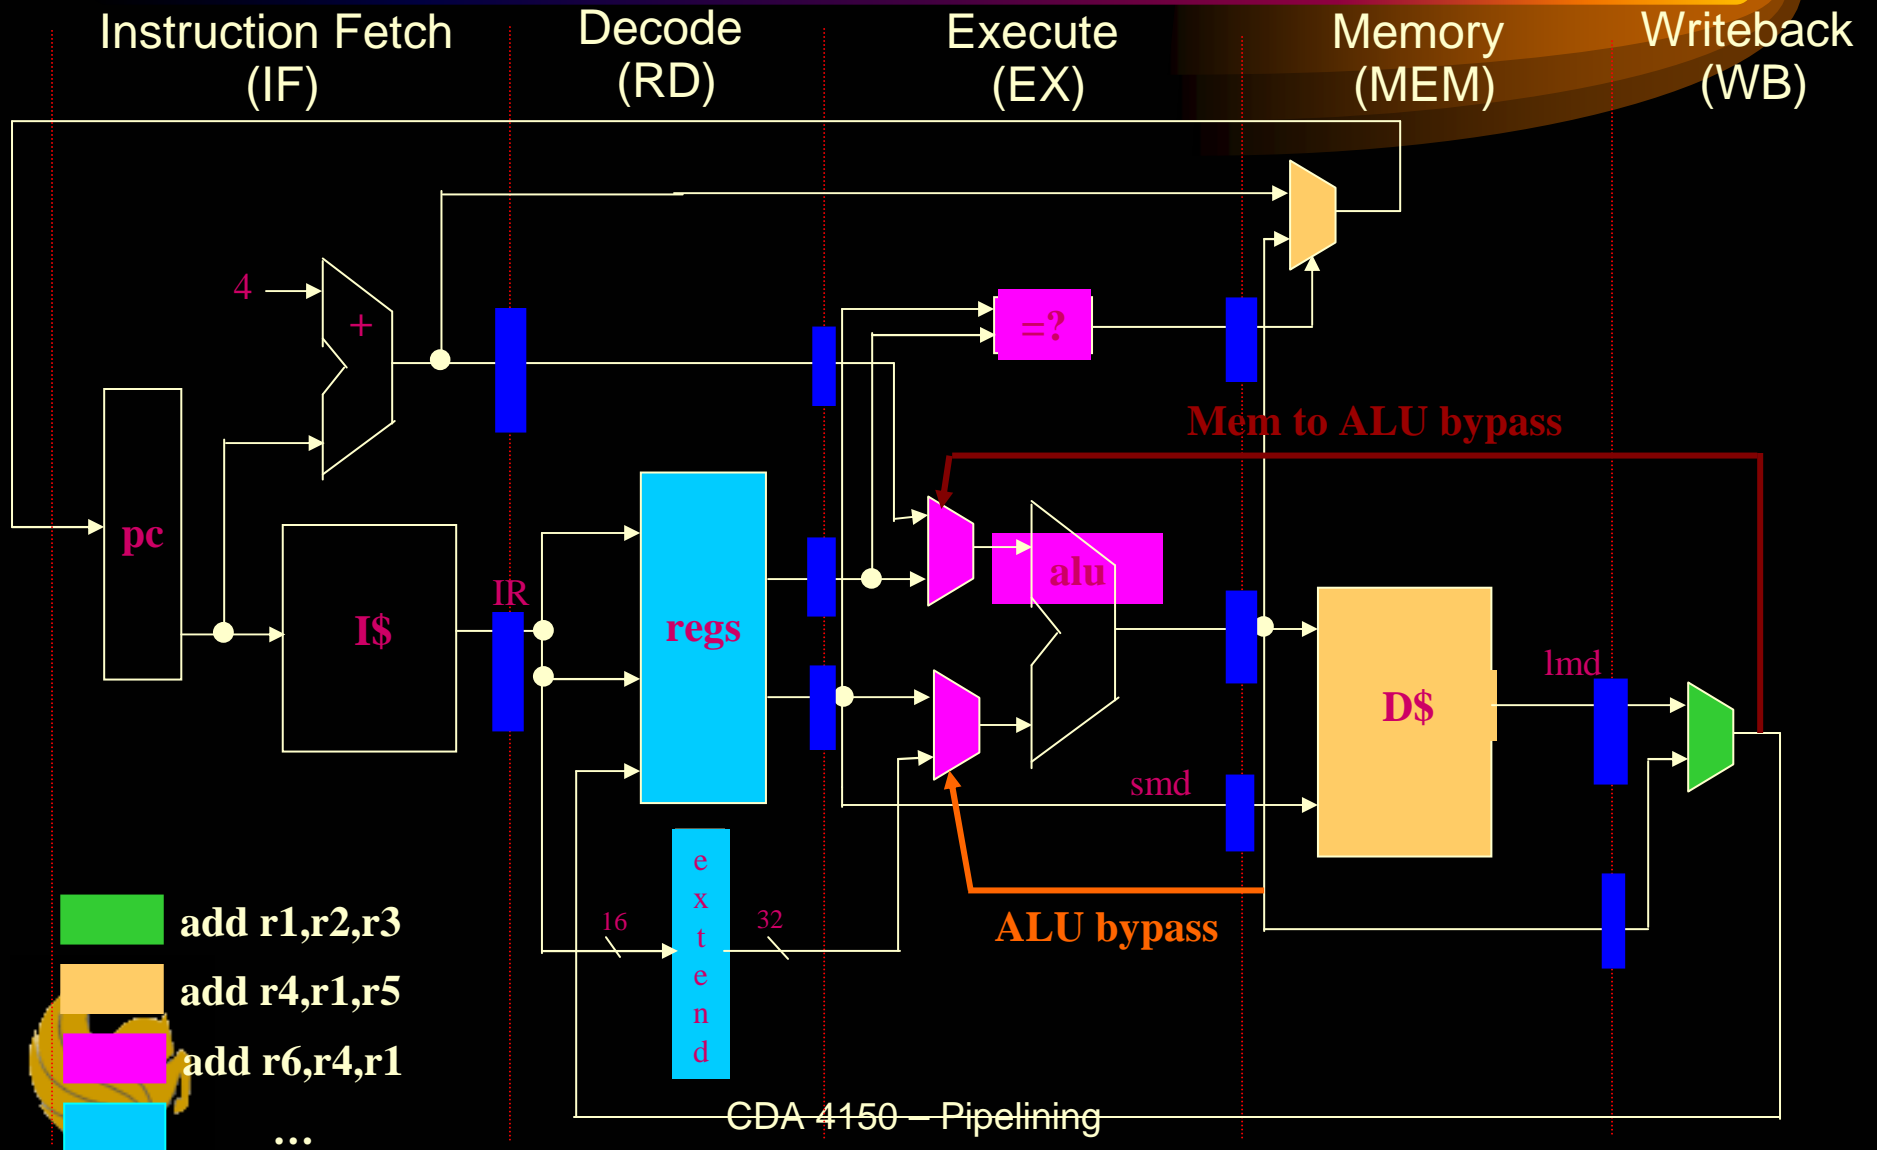 Instruction Fetch
(IF)
Decode
(RD)
Execute
(EX)
Memory
(MEM)
Writeback
(WB)
4
+
=?
Mem to ALU bypass
pc
I$
IR
regs
alu
D$
lmd
smd
e
x
t
e
n
d
16
32
ALU bypass
add r1,r2,r3
add r4,r1,r5
add r6,r4,r1
...
CDA 4150 – Pipelining